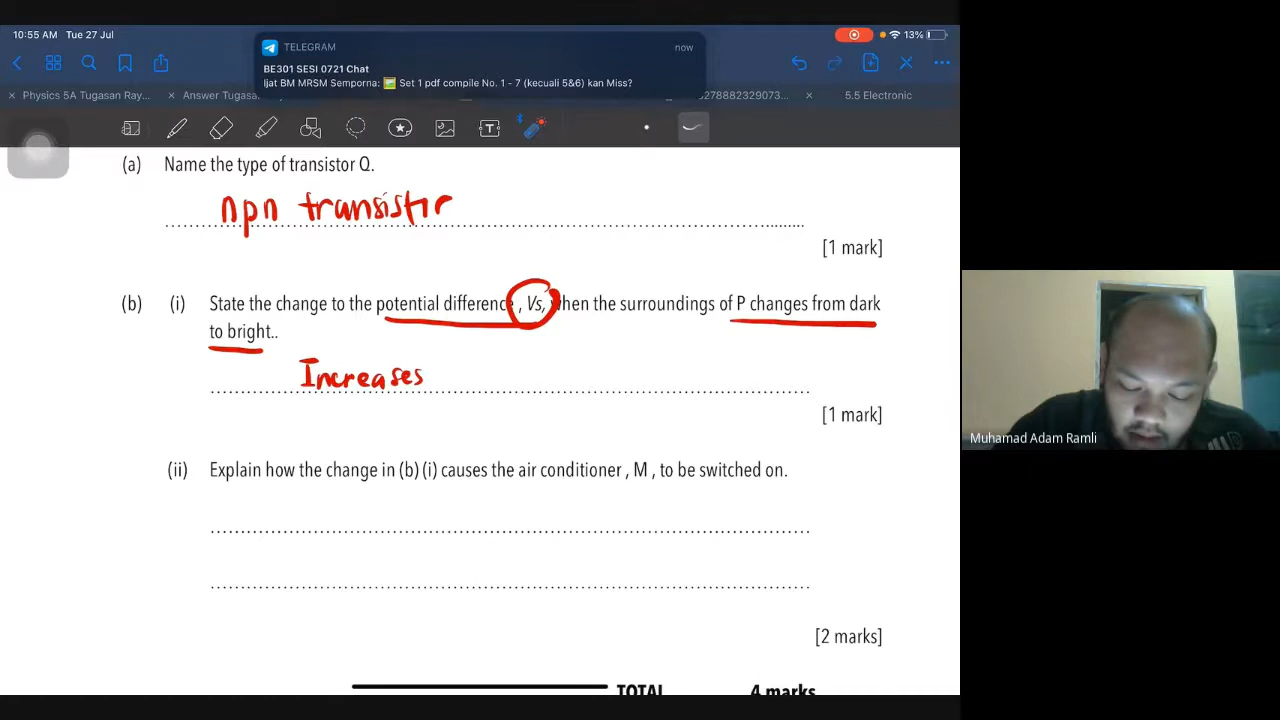 10:55 AM Tue 27 Jul
13%
TELEGRAM
now
BE301 SESI 0721 Chat
Ijat BM MRSM Semporna: Set 1 pdf compile No. 1 - 7 (kecuali 5&6) kan Miss?
Physics 5A Tugasan Ray...
Answer Tugasa
278882329073...
5.5 Electronic
(a) Name the type of transistor Q.
npn transistor
[1 mark]
(b) (i) State the change to the potential difference , Vs, when the surroundings of P changes from dark
to bright..
Increases
[1 mark]
(ii) Explain how the change in (b) (i) causes the air conditioner , M , to be switched on.
[2 marks]
TOTAL 4 marks
Muhamad Adam Ramli